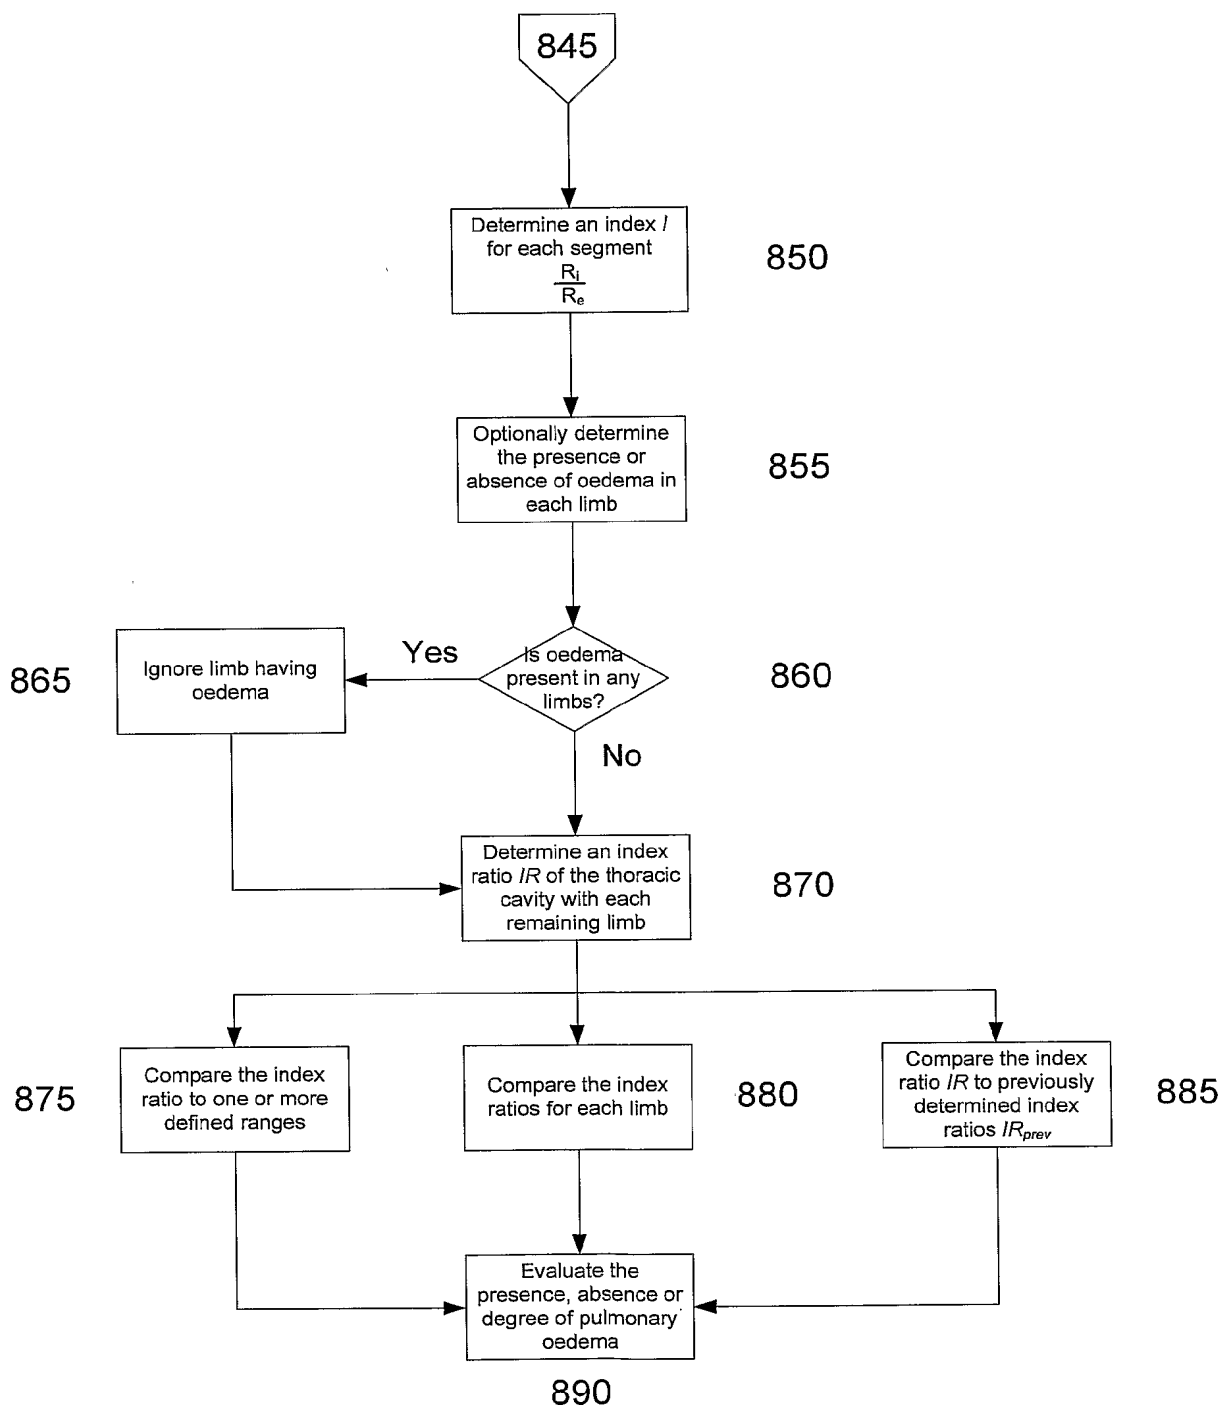 845
Determine an index I
for each segment
Ri
Re
850
Optionally determine
the presence or
absence of oedema in
each limb
855
Is oedema
present in any
limbs?
860
Yes
No
Ignore limb having
oedema
865
Determine an index
ratio IR of the thoracic
cavity with each
remaining limb
870
875
Compare the index
ratio to one or more
defined ranges
Compare the index
ratios for each limb
880
Compare the index
ratio IR to previously
determined index
ratios IRprev
885
Evaluate the
presence, absence or
degree of pulmonary
oedema
890